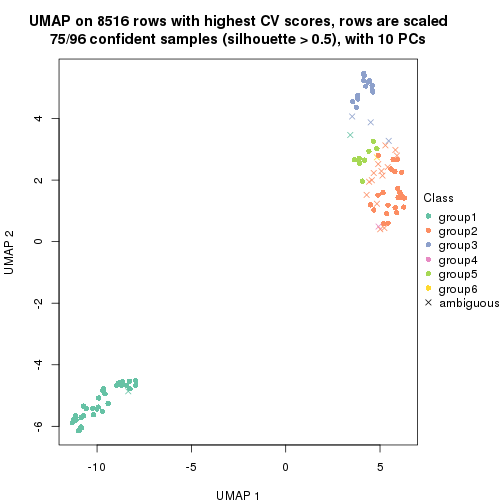 UMAP on 8516 rows with highest CV scores, rows are scaled
75/96 confident samples (silhouette > 0.5), with 10 PCs
4
2
0
-2
-4
-6
UMAP 2
-10
-5
0
5
UMAP 1
Class
group1
group2
group3
group4
group5
group6
ambiguous